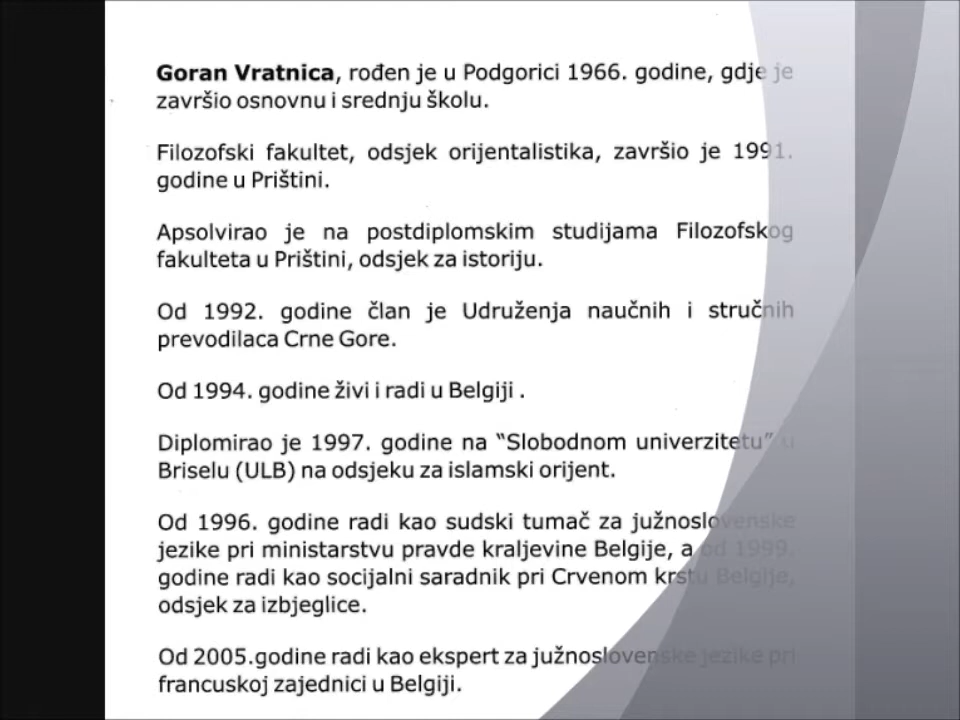 Goran Vratnica, rođen je u Podgorici 1966. godine, gdje je
završio osnovnu i srednju školu.
Filozofski fakultet, odsjek orijentalistika, završio je 1991.
godine u Prištini.
Apsolvirao je na postdiplomskim studijama Filozofskog
fakulteta u Prištini, odsjek za istoriju.
Od 1992. godine član je Udruženja naučnih i stručnih
prevodilaca Crne Gore.
Od 1994. godine živi i radi u Belgiji .
Diplomirao je 1997. godine na “Slobodnom univerzitetu” u
Briselu (ULB) na odsjeku za islamski orijent.
Od 1996. godine radi kao sudski tumač za južnoslovenske
jezike pri ministarstvu pravde kraljevine Belgije, a od 1999.
godine radi kao socijalni saradnik pri Crvenom krstu Belgije,
odsjek za izbjeglice.
Od 2005.godine radi kao ekspert za južnoslovenske jezike pri
francuskoj zajednici u Belgiji.